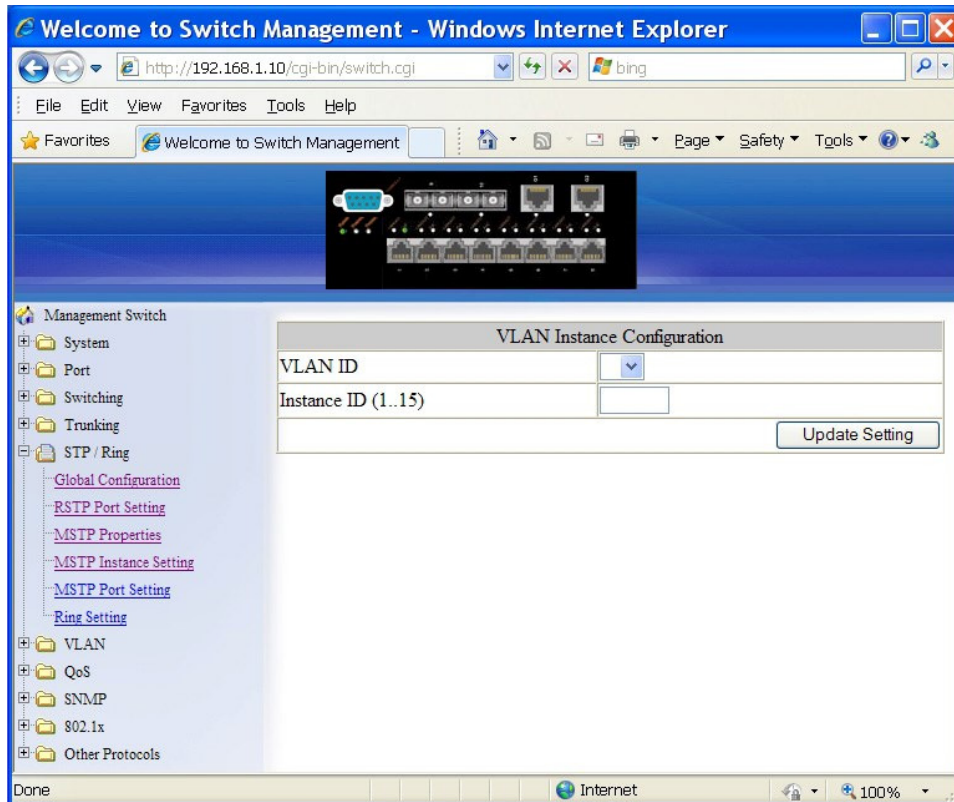 Welcome to Switch Management - Windows Internet Explorer
http://192.168.1.10/cgi-bin/switch.cgi
bing
File Edit View Favorites Tools Help
Favorites
Welcome to Switch Management
Page Safety Tools
Management Switch
System
Port
Switching
Trunking
STP / Ring
Global Configuration
RSTP Port Setting
MSTP Properties
MSTP Instance Setting
MSTP Port Setting
Ring Setting
VLAN
QoS
SNMP
802.1x
Other Protocols
VLAN Instance Configuration
VLAN ID
Instance ID (1..15)
Update Setting
Done
Internet
100%